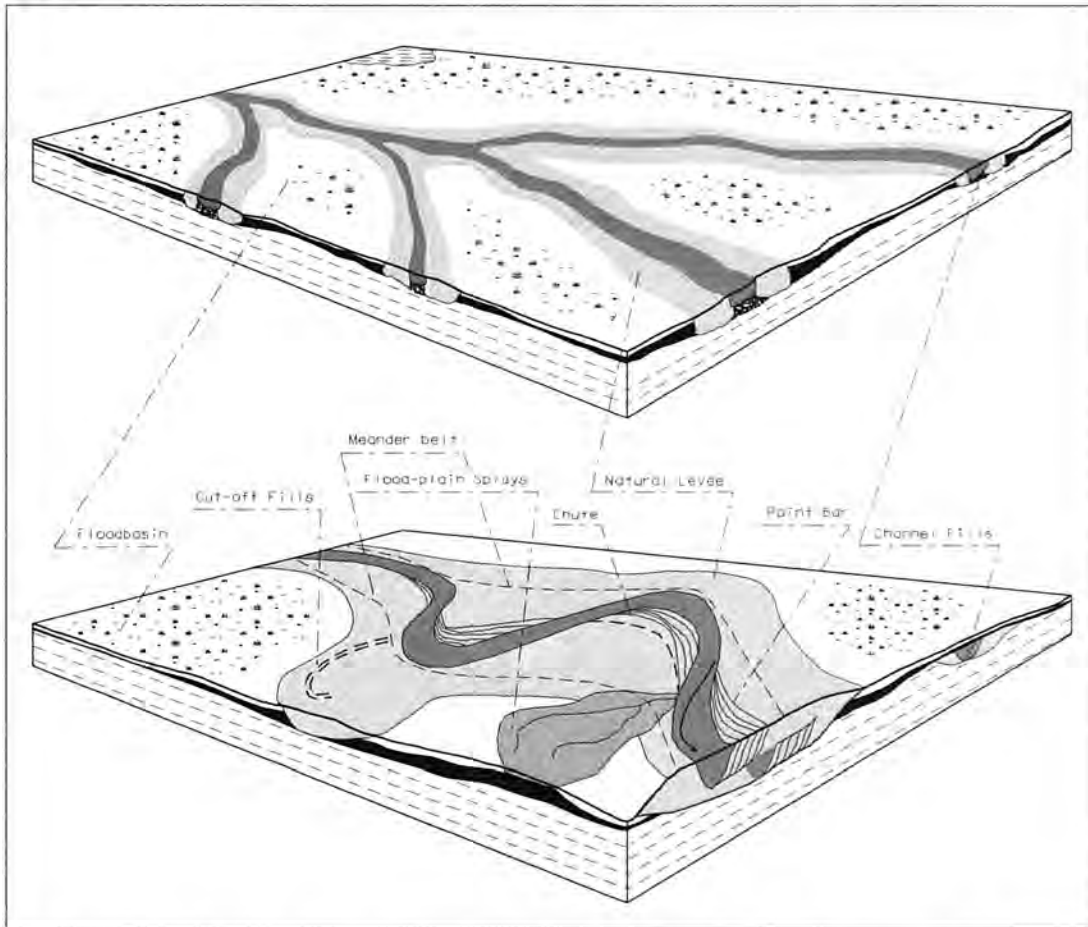 Meander belt
Flood-plain Splays
Natural Levee
Cut-off Fills
Chute
Point Bar
Floodbasin
Channel Fills